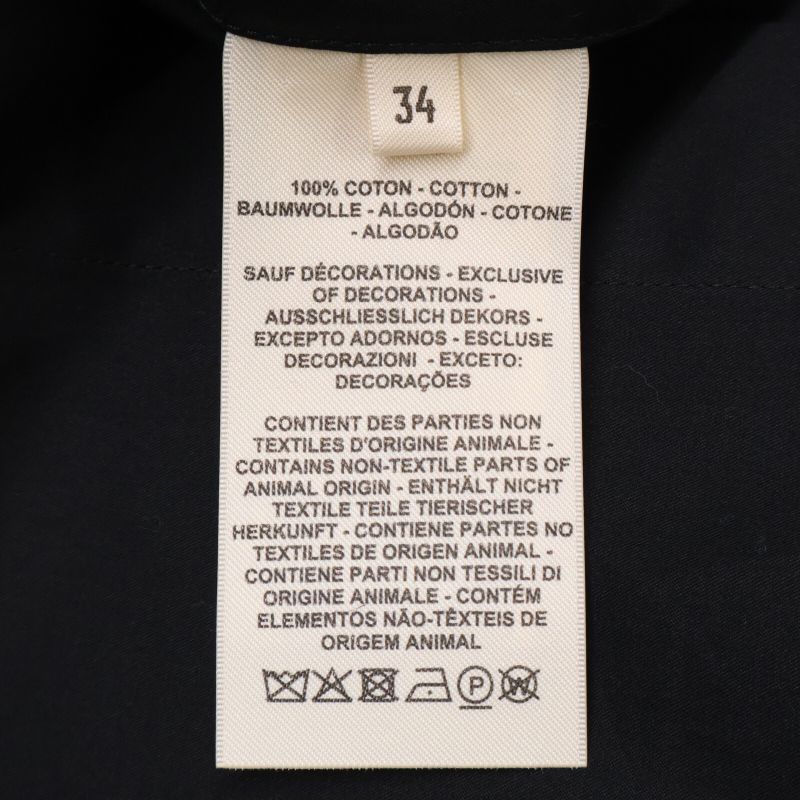 34
100% COTON - COTTON -
BAUMWOLLE - ALGODÓN - COTONE
- ALGODÃO
SAUF DÉCORATIONS - EXCLUSIVE
OF DECORATIONS -
AUSSCHLIESSLICH DEKORS -
EXCEPTO ADORNOS - ESCLUSE
DECORAZIONI - EXCETO:
DECORAÇÕES
CONTIENT DES PARTIES NON
TEXTILES D'ORIGINE ANIMALE -
CONTAINS NON-TEXTILE PARTS OF
ANIMAL ORIGIN - ENTHÄLT NICHT
TEXTILE TEILE TIERISCHER
HERKUNFT - CONTIENE PARTES NO
TEXTILES DE ORIGEN ANIMAL -
CONTIENE PARTI NON TESSILI DI
ORIGINE ANIMALE - CONTÉM
ELEMENTOS NÃO-TÊXTEIS DE
ORIGEM ANIMAL
P W